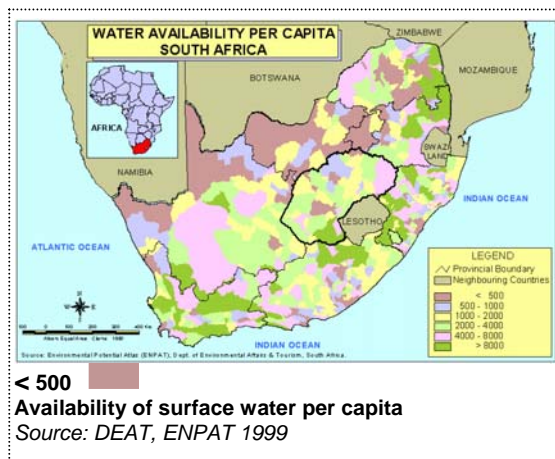 WATER AVAILABILITY PER CAPITA
SOUTH AFRICA
ZIMBABWE
MOZAMBIQUE
BOTSWANA
AFRICA
SWAZI
LAND
NAMIBIA
INDIAN OCEAN
LESOTHO
ATLANTIC OCEAN
LEGEND
Provincial Boundary
Neighbouring Countries
< 500
500 - 1000
1000 - 2000
2000 - 4000
4000 - 8000
> 8000
N
W
E
S
INDIAN OCEAN
Source: Environmental Potential Atlas (ENPAT), Dept. of Environmental Affairs & Tourism, South Africa.
< 500
Availability of surface water per capita
Source: DEAT, ENPAT 1999